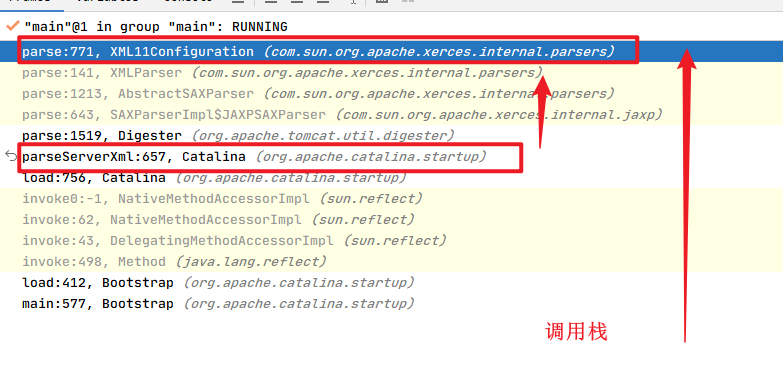 "main"@1 in group "main": RUNNING
parse:771, XML11Configuration (com.sun.org.apache.xerces.internal.parsers)
parse:141, XMLParser (com.sun.org.apache.xerces.internal.parsers)
parse:1213, AbstractSAXParser (com.sun.org.apache.xerces.internal.parsers)
parse:643, SAXParserImpl$JAXPSAXParser (com.sun.org.apache.xerces.internal.jaxp)
parse:1519, Digester (org.apache.tomcat.util.digester)
parseServerXml:657, Catalina (org.apache.catalina.startup)
load:756, Catalina (org.apache.catalina.startup)
invoke0:-1, NativeMethodAccessorImpl (sun.reflect)
invoke:62, NativeMethodAccessorImpl (sun.reflect)
invoke:43, DelegatingMethodAccessorImpl (sun.reflect)
invoke:498, Method (java.lang.reflect)
load:412, Bootstrap (org.apache.catalina.startup)
main:577, Bootstrap (org.apache.catalina.startup)
调用栈